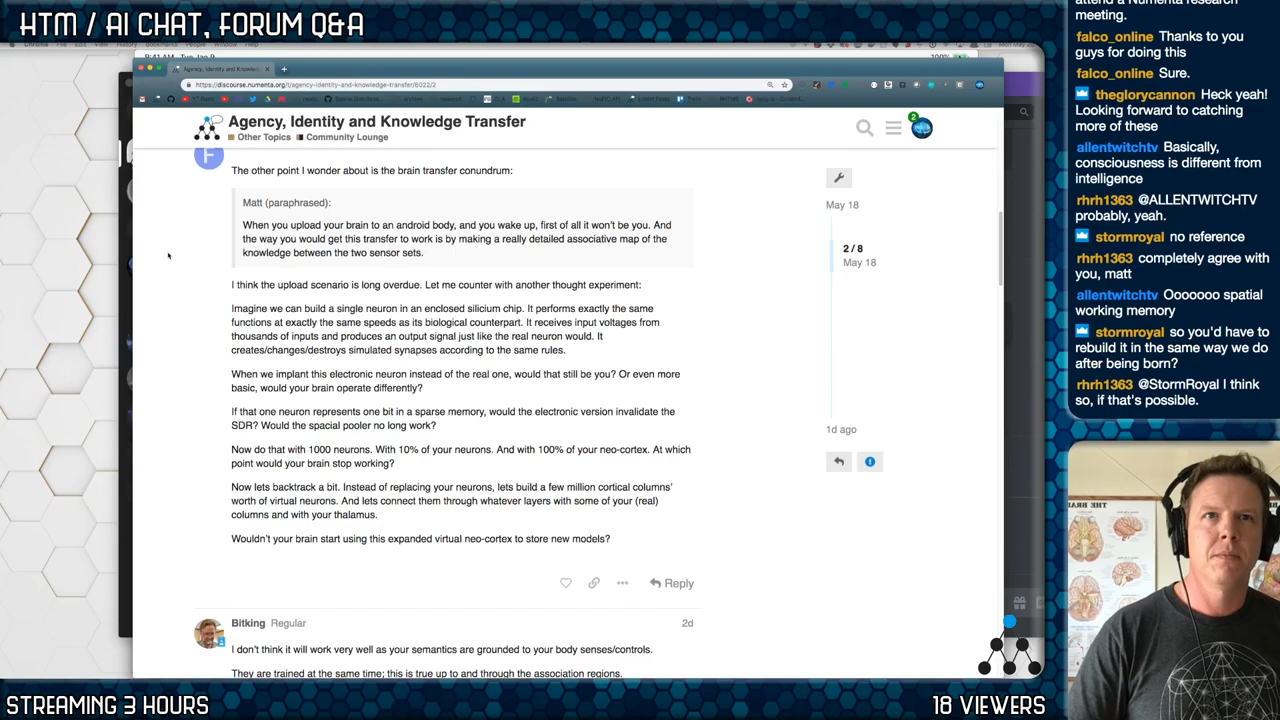 HTM / AI CHAT, FORUM Q&A
Agency, Identity and Knowled
https://discourse.numenta.org/t/agency-identity-and-knowledge-transfer/6022/2
Agency, Identity and Knowledge Transfer
Other Topics Community Lounge
2
F
The other point I wonder about is the brain transfer conundrum:
Matt (paraphrased):
When you upload your brain to an android body, and you wake up, first of all it won't be you. And
the way you would get this transfer to work is by making a really detailed associative map of the
knowledge between the two sensor sets.
I think the upload scenario is long overdue. Let me counter with another thought experiment:
Imagine we can build a single neuron in an enclosed silicium chip. It performs exactly the same
functions at exactly the same speeds as its biological counterpart. It receives input voltages from
thousands of inputs and produces an output signal just like the real neuron would. It
creates/changes/destroys simulated synapses according to the same rules.
When we implant this electronic neuron instead of the real one, would that still be you? Or even more
basic, would your brain operate differently?
If that one neuron represents one bit in a sparse memory, would the electronic version invalidate the
SDR? Would the spacial pooler no long work?
Now do that with 1000 neurons. With 10% of your neurons. And with 100% of your neo-cortex. At which
point would your brain stop working?
Now lets backtrack a bit. Instead of replacing your neurons, lets build a few million cortical columns'
worth of virtual neurons. And lets connect them through whatever layers with some of your (real)
columns and with your thalamus.
Wouldn't your brain start using this expanded virtual neo-cortex to store new models?
Reply
Bitking Regular 2d
I don't think it will work very well as your semantics are grounded to your body senses/controls.
They are trained at the same time; this is true up to and through the association regions.
May 18
2 / 8
May 18
1d ago
attend a Numenta research
meeting.
falco_online Thanks to you
guys for doing this
falco_online Sure.
theglorycannon Heck yeah!
Looking forward to catching
more of these
allentwitchtv Basically,
consciousness is different from
intelligence
rhrh1363 @ALLENTWITCHTV
probably, yeah.
stormroyal no reference
rhrh1363 completely agree with
you, matt
allentwitchtv Ooooooo spatial
working memory
stormroyal so you'd have to
rebuild it in the same way we do
after being born?
rhrh1363 @StormRoyal I think
so, if that's possible.
STREAMING 3 HOURS
18 VIEWERS